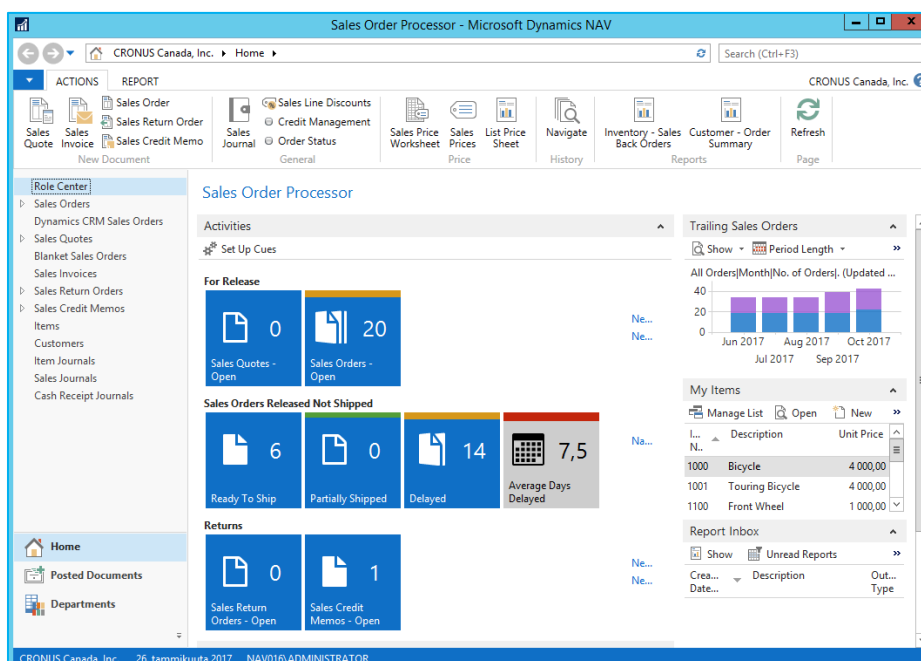 Sales Order Processor - Microsoft Dynamics NAV
CRONUS Canada, Inc. Home
Search (Ctrl+F3)
ACTIONS REPORT
CRONUS Canada, Inc.
Sales Quote
Sales Invoice
Sales Order
Sales Return Order
Sales Credit Memo
New Document
Sales Journal
Sales Line Discounts
Credit Management
Order Status
General
Sales Price Worksheet
Sales Prices
List Price Sheet
Price
Navigate
History
Inventory - Sales Back Orders
Customer - Order Summary
Reports
Refresh
Page
Role Center
Sales Orders
Dynamics CRM Sales Orders
Sales Quotes
Blanket Sales Orders
Sales Invoices
Sales Return Orders
Sales Credit Memos
Items
Customers
Item Journals
Sales Journals
Cash Receipt Journals
Home
Posted Documents
Departments
Sales Order Processor
Activities
Set Up Cues
For Release
0
Sales Quotes - Open
20
Sales Orders - Open
Ne...
Ne...
Sales Orders Released Not Shipped
6
Ready To Ship
0
Partially Shipped
14
Delayed
7,5
Average Days Delayed
Na...
Returns
0
Sales Return Orders - Open
1
Sales Credit Memos - Open
Ne...
Ne...
Trailing Sales Orders
Show Period Length »
All Orders|Month|No. of Orders|. (Updated ...
40
20
0
Jun 2017 Aug 2017 Oct 2017
Jul 2017 Sep 2017
My Items
Manage List Open New »
I... N.. Description Unit Price
1000 Bicycle 4 000,00
1001 Touring Bicycle 4 000,00
1100 Front Wheel 1 000,00
Report Inbox
Show Unread Reports »
Crea... Date... Description Out... Type
CRONUS Canada, Inc. 26. tammikuuta 2017 NAV016\ADMINISTRATOR